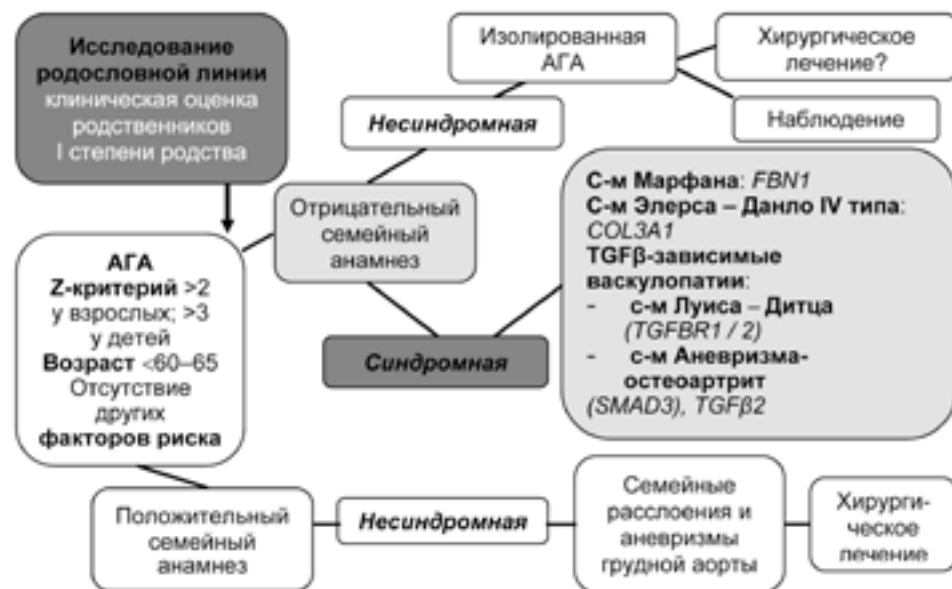 Исследование
родословной линии
клиническая оценка
родственников
I степени родства
АГА
Z-критерий >2
у взрослых; >3
у детей
Возраст <60–65
Отсутствие
других
факторов риска
Отрицательный
семейный
анамнез
Несиндромная
Изолированная
АГА
Хирургическое
лечение?
Наблюдение
Синдромная
С-м Марфана: FBN1
С-м Элерса – Данло IV типа:
COL3A1
TGFβ-зависимые
васкулопатии:
- с-м Луиса – Дитца
(TGFBR1 / 2)
- с-м Аневризма-
остеоартрит
(SMAD3), TGFβ2
Положительный
семейный
анамнез
Несиндромная
Семейные
расслоения и
аневризмы
грудной аорты
Хирурги-
ческое
лечение